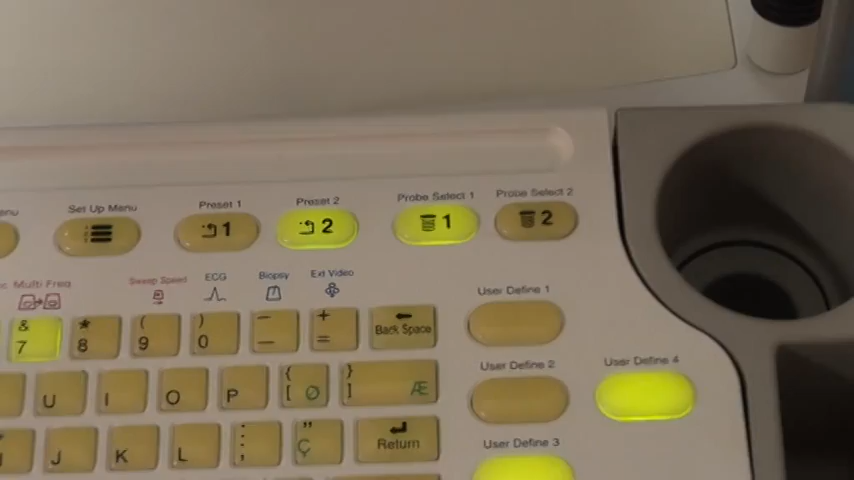 Set Up Menu
Preset 1
1
Preset 2
2
Probe Select 1
1
Probe Select 2
2
Multi Freq
Sweep Speed
ECG
Biopsy
Ext Video
User Define 1
& 7
* 8
( 9
) 0
– –
+ =
Back Space
User Define 2
User Define 4
U
I
O
P
{ [ Ø
} ] Æ
User Define 3
J
K
L
: ;
" Ç
Return